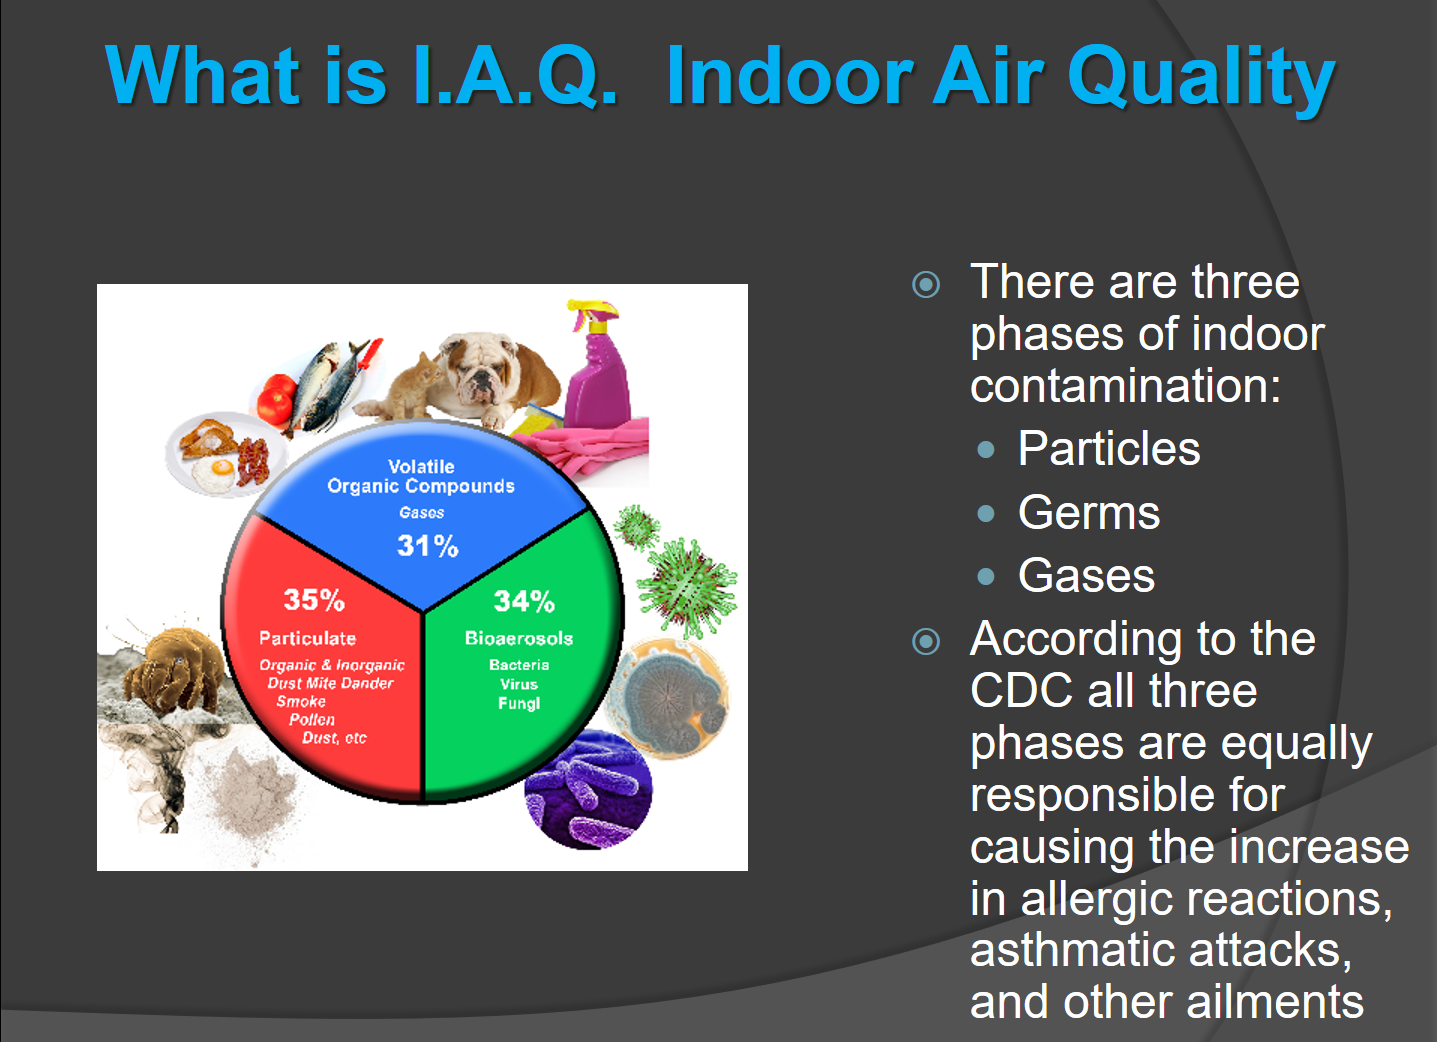 What is I.A.Q.  Indoor Air Quality
Volatile
Organic Compounds
Gases
31%
35%
Particulate
Organic & Inorganic
Dust Mite Dander
Smoke
Pollen
Dust, etc
34%
Bioaerosols
Bacteria
Virus
Fungl
There are three
phases of indoor
contamination:
Particles
Germs
Gases
According to the
CDC all three
phases are equally
responsible for
causing the increase
in allergic reactions,
asthmatic attacks,
and other ailments